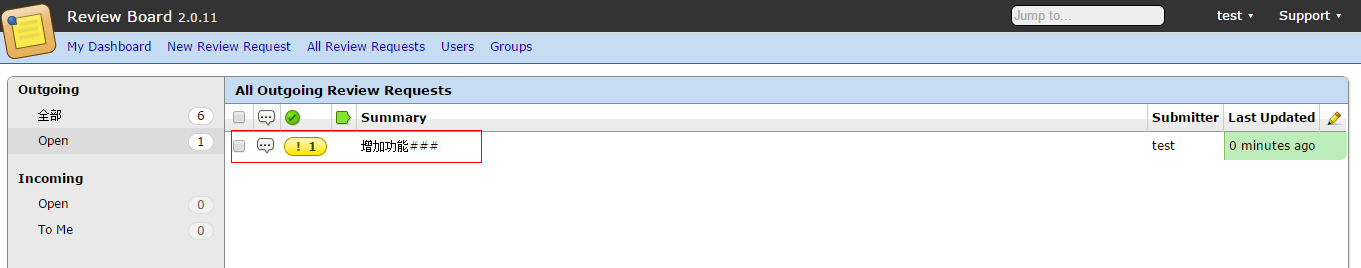 Review Board 2.0.11
Jump to...
test
Support
My Dashboard New Review Request All Review Requests Users Groups
Outgoing
全部 6
Open 1
Incoming
Open 0
To Me 0
All Outgoing Review Requests
Summary Submitter Last Updated
! 1 增加功能### test 0 minutes ago